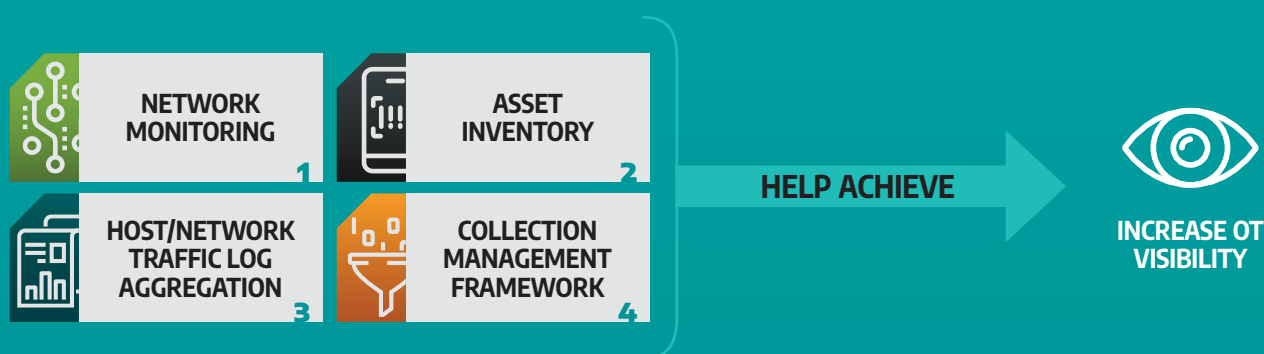 NETWORK
MONITORING
1
ASSET
INVENTORY
2
HOST/NETWORK
TRAFFIC LOG
AGGREGATION
3
COLLECTION
MANAGEMENT
FRAMEWORK
4
HELP ACHIEVE
INCREASE OT
VISIBILITY